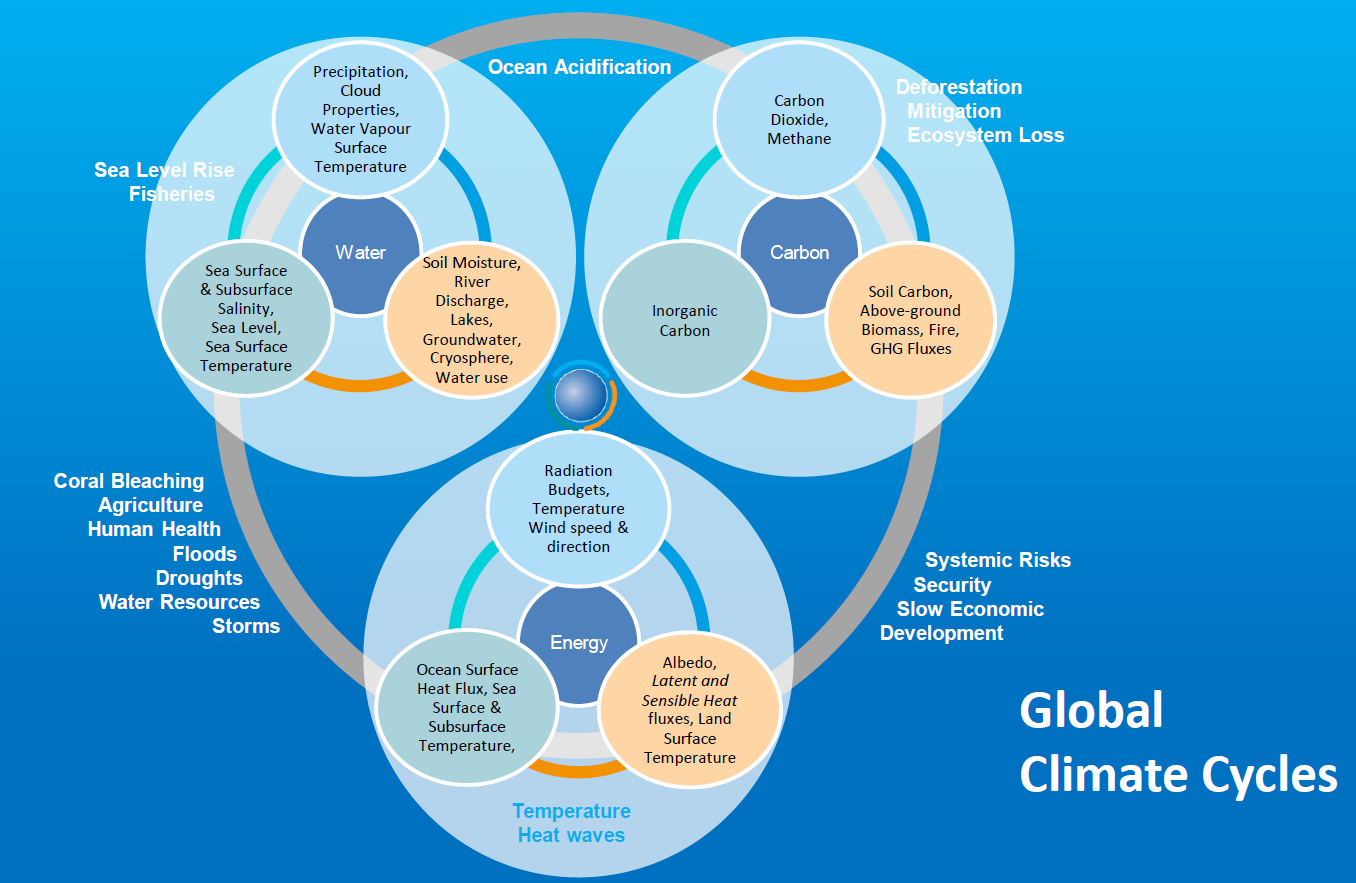 Ocean Acidification
Precipitation,
Cloud
Properties,
Water Vapour
Surface
Temperature
Sea Level Rise
Fisheries
Water
Sea Surface
& Subsurface
Salinity,
Sea Level,
Sea Surface
Temperature
Soil Moisture,
River
Discharge,
Lakes,
Groundwater,
Cryosphere,
Water use
Carbon
Dioxide,
Methane
Deforestation
Mitigation
Ecosystem Loss
Carbon
Inorganic
Carbon
Soil Carbon,
Above-ground
Biomass, Fire,
GHG Fluxes
Coral Bleaching
Agriculture
Human Health
Floods
Droughts
Water Resources
Storms
Radiation
Budgets,
Temperature
Wind speed &
direction
Energy
Ocean Surface
Heat Flux, Sea
Surface &
Subsurface
Temperature,
Albedo,
Latent and
Sensible Heat
fluxes, Land
Surface
Temperature
Temperature
Heat waves
Systemic Risks
Security
Slow Economic
Development
Global
Climate Cycles